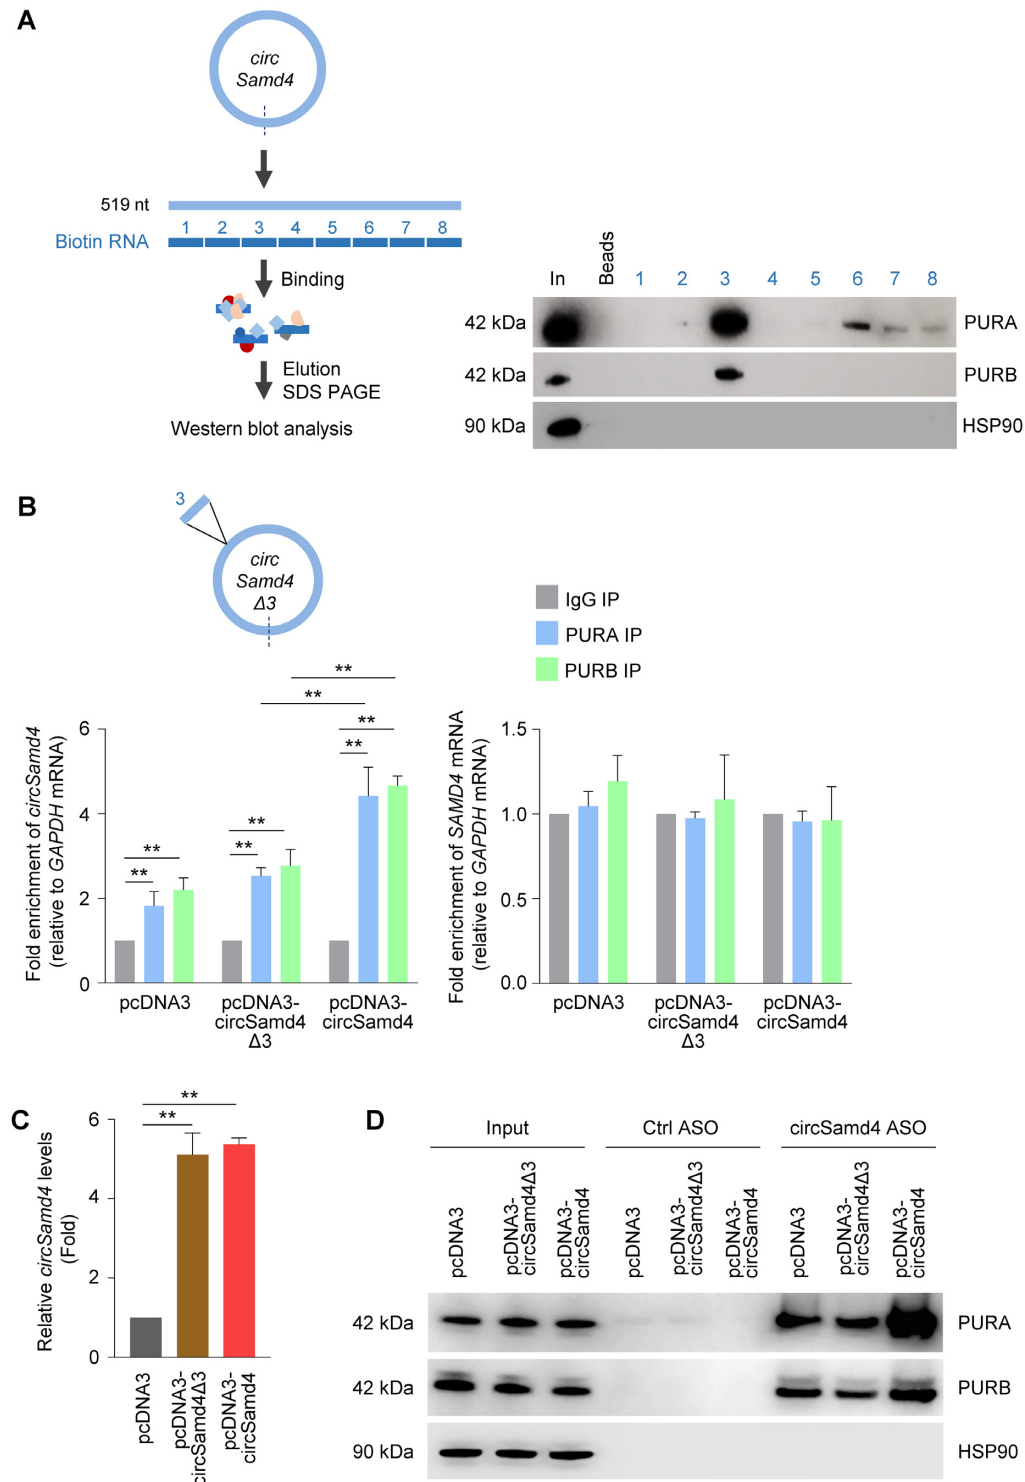 A
circ
Samd4
519 nt
1 2 3 4 5 6 7 8
Biotin RNA
Binding
Elution
SDS PAGE
Western blot analysis
In Beads 1 2 3 4 5 6 7 8
42 kDa PURA
42 kDa PURB
90 kDa HSP90
B
3
circ
Samd4
Δ3
IgG IP
PURA IP
PURB IP
Fold enrichment of circSamd4
(relative to GAPDH mRNA)
6
4
2
0
** **
** **
** **
** **
pcDNA3
pcDNA3-
circSamd4
Δ3
pcDNA3-
circSamd4
Fold enrichment of SAMD4 mRNA
(relative to GAPDH mRNA)
1.5
1.0
0.5
0.0
pcDNA3
pcDNA3-
circSamd4
Δ3
pcDNA3-
circSamd4
C
Relative circSamd4 levels
(Fold)
6
4
2
0
**
**
pcDNA3
pcDNA3-
circSamd4Δ3
pcDNA3-
circSamd4
D
Input Ctrl ASO circSamd4 ASO
pcDNA3
pcDNA3-
circSamd4Δ3
pcDNA3-
circSamd4
pcDNA3
pcDNA3-
circSamd4Δ3
pcDNA3-
circSamd4
pcDNA3
pcDNA3-
circSamd4Δ3
pcDNA3-
circSamd4
42 kDa PURA
42 kDa PURB
90 kDa HSP90